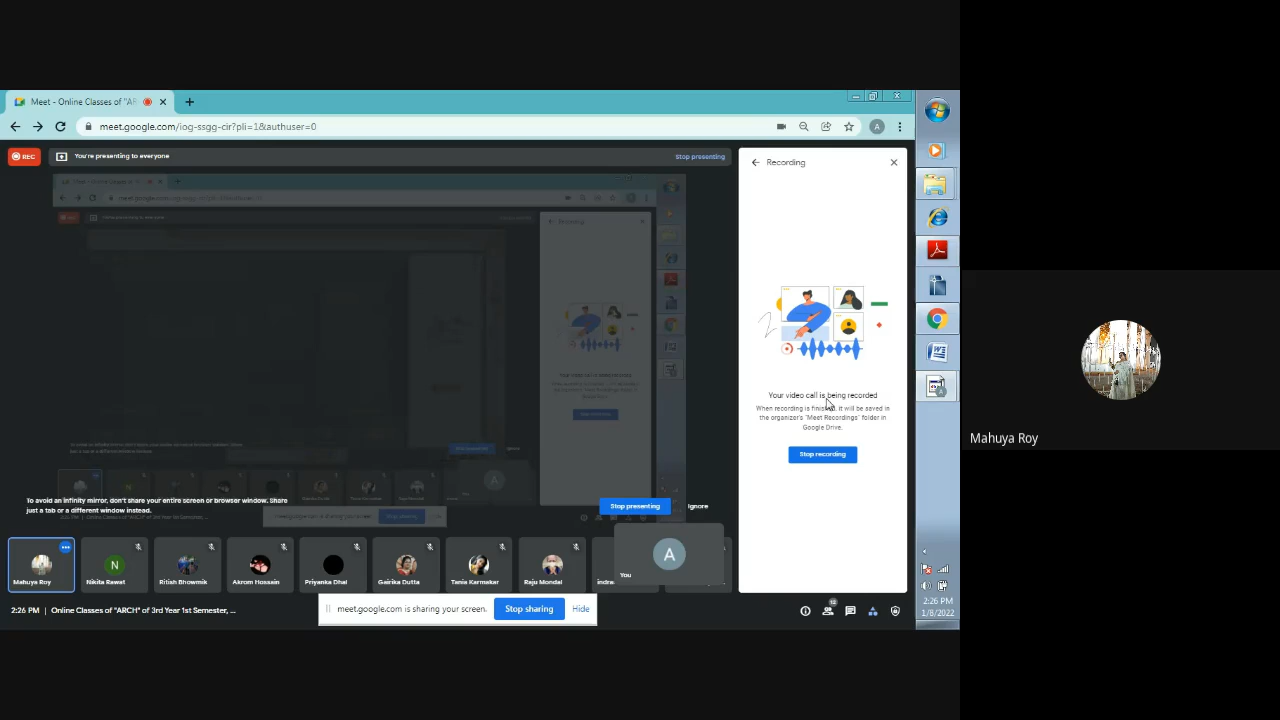 Meet - Online Classes of "AR
meet.google.com/iog-ssgg-cir?pli=1&authuser=0
A
REC
You're presenting to everyone
Stop presenting
Recording
Your video call is being recorded
When recording is finished, it will be saved in
the organizer's "Meet Recordings" folder in
Google Drive.
Stop recording
Mahuya Roy
To avoid an infinity mirror, don't share your entire screen or browser window. Share
just a tab or a different window instead.
Stop presenting
Ignore
A
You
Mahuya Roy
N
Nikita Rawat
Ritish Bhowmik
Akrom Hossain
Priyanka Dhal
Gairika Dutta
Tania Karmakar
Raju Mondal
indra
2:26 PM | Online Classes of "ARCH" of 3rd Year 1st Semester, ...
meet.google.com is sharing your screen.
Stop sharing
Hide
2:26 PM
1/8/2022